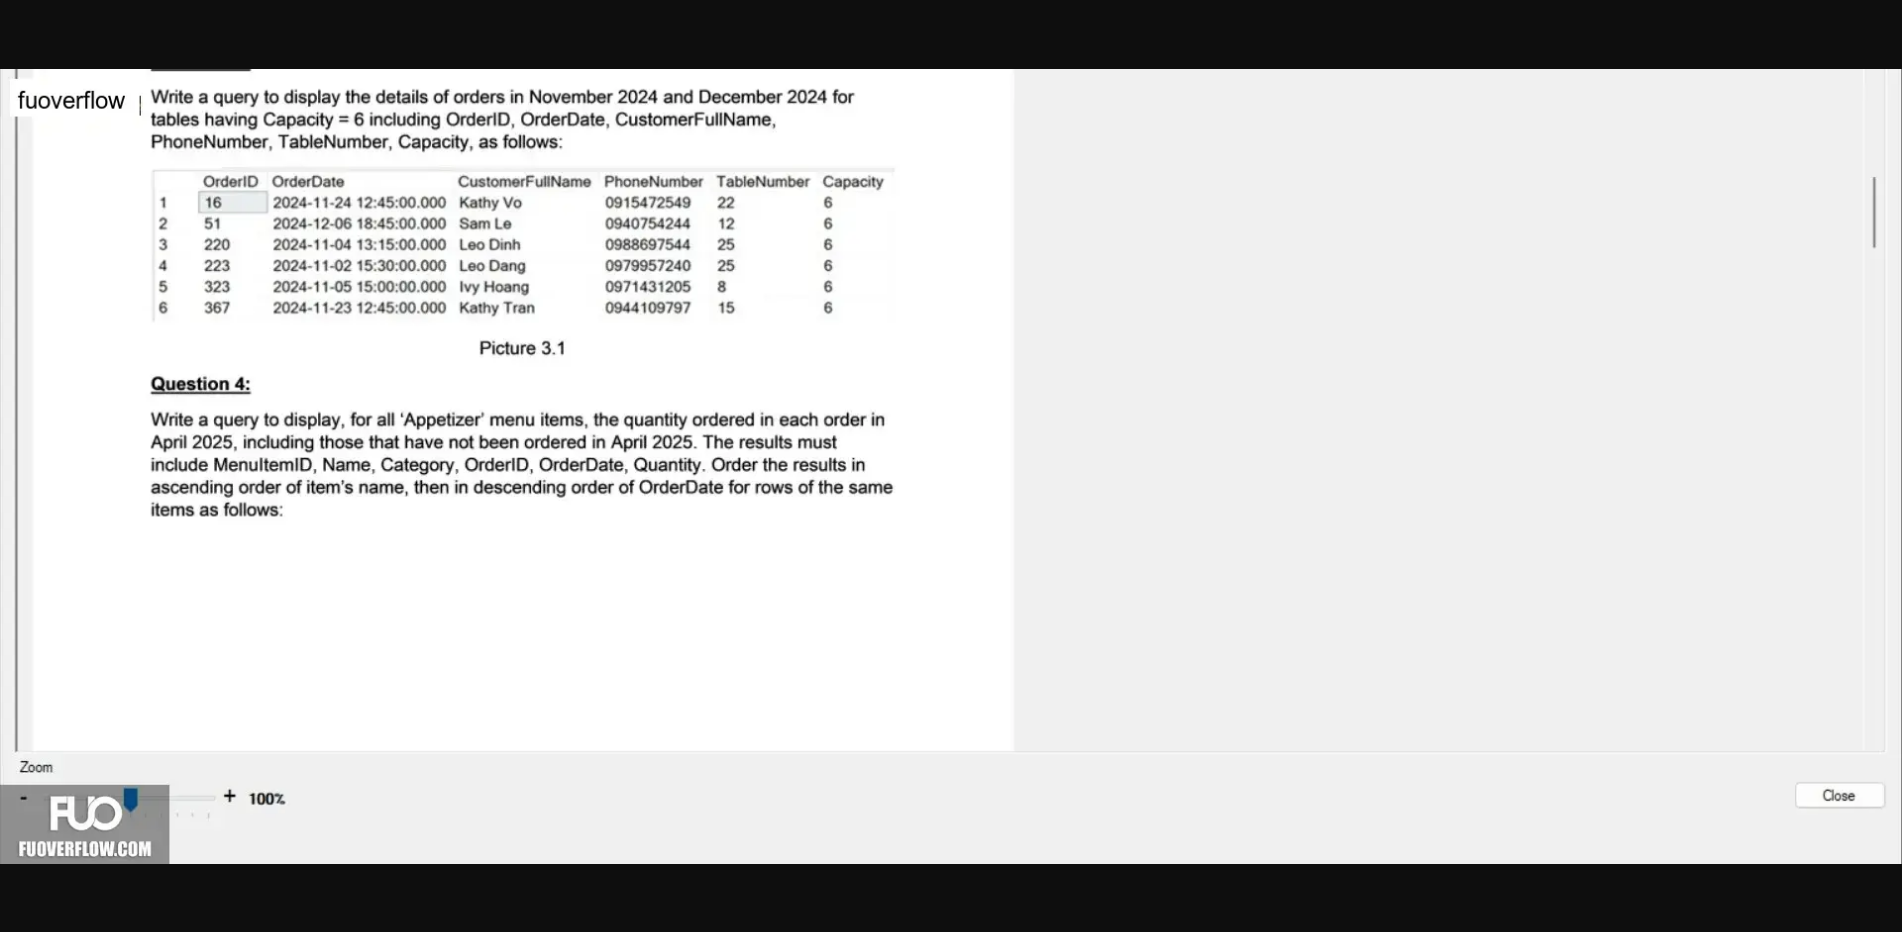 fuoverflow
Write a query to display the details of orders in November 2024 and December 2024 for
tables having Capacity = 6 including OrderID, OrderDate, CustomerFullName,
PhoneNumber, TableNumber, Capacity, as follows:
OrderID OrderDate CustomerFullName PhoneNumber TableNumber Capacity
1 16 2024-11-24 12:45:00.000 Kathy Vo 0915472549 22 6
2 51 2024-12-06 18:45:00.000 Sam Le 0940754244 12 6
3 220 2024-11-04 13:15:00.000 Leo Dinh 0988697544 25 6
4 223 2024-11-02 15:30:00.000 Leo Dang 0979957240 25 6
5 323 2024-11-05 15:00:00.000 Ivy Hoang 0971431205 8 6
6 367 2024-11-23 12:45:00.000 Kathy Tran 0944109797 15 6
Picture 3.1
Question 4:
Write a query to display, for all ‘Appetizer’ menu items, the quantity ordered in each order in
April 2025, including those that have not been ordered in April 2025. The results must
include MenuItemID, Name, Category, OrderID, OrderDate, Quantity. Order the results in
ascending order of item’s name, then in descending order of OrderDate for rows of the same
items as follows:
Zoom
- + 100%
Close
FUO
FUOVERFLOW.COM